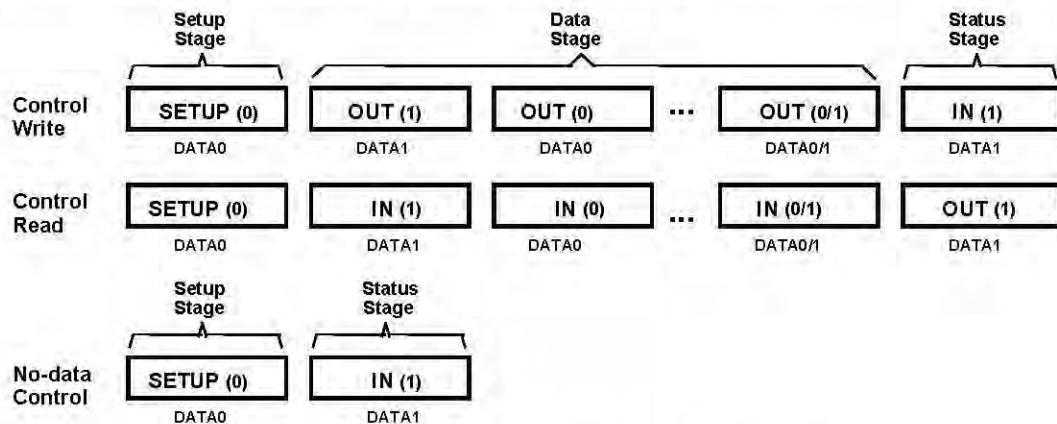 Setup
Stage
Data
Stage
Status
Stage
Control
Write
SETUP (0)
OUT (1)
OUT (0)
...
OUT (0/1)
IN (1)
DATA0
DATA1
DATA0
DATA0/1
DATA1
Control
Read
SETUP (0)
IN (1)
IN (0)
...
IN (0/1)
OUT (1)
DATA0
DATA1
DATA0
DATA0/1
DATA1
Setup
Stage
Status
Stage
No-data
Control
SETUP (0)
IN (1)
DATA0
DATA1